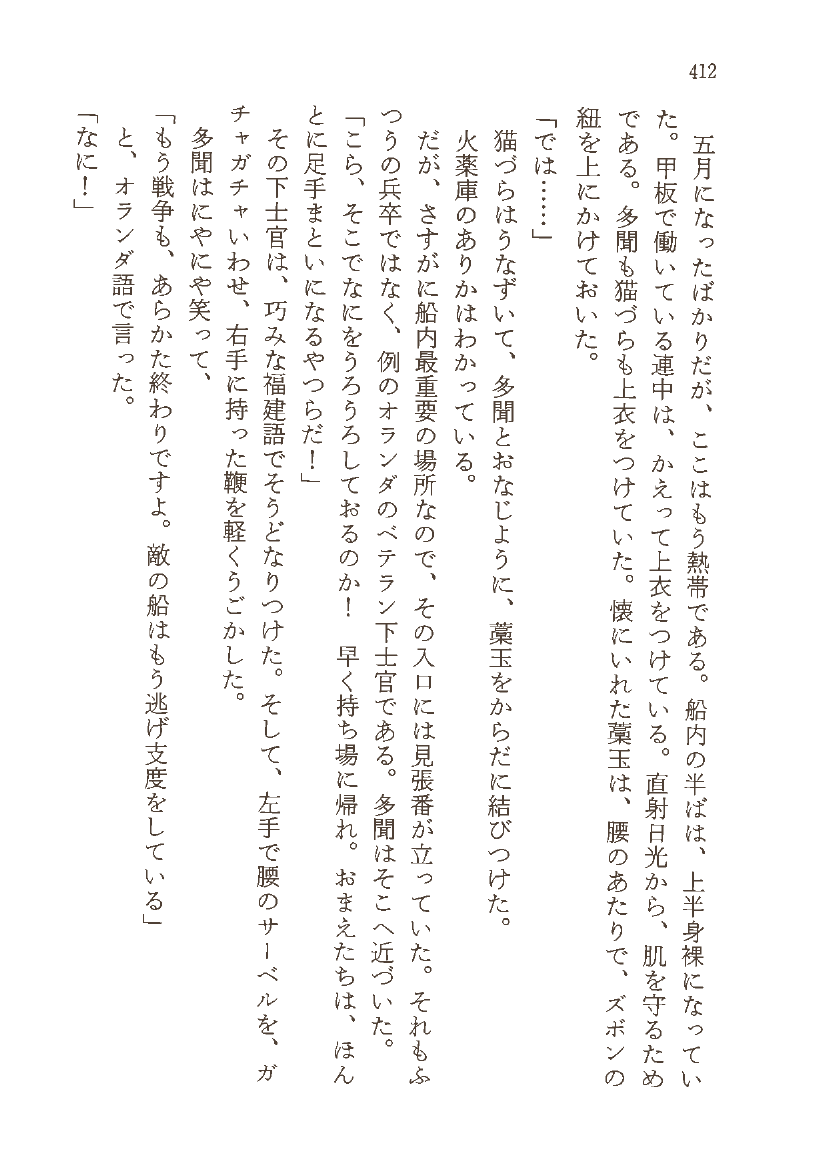 412
　五月になったばかりだが、ここはもう熱帯である。船内の半ばは、上半身裸になってい
た。甲板で働いている連中は、かえって上衣をつけている。直射日光から、肌を守るため
である。多聞も猫づらも上衣をつけていた。懐にいれた藁玉は、腰のあたりで、ズボンの
紐を上にかけておいた。
「では……」
　猫づらはうなずいて、多聞とおなじように、藁玉をからだに結びつけた。
　火薬庫のありかはわかっている。
　だが、さすがに船内最重要の場所なので、その入口には見張番が立っていた。それもふ
つうの兵卒ではなく、例のオランダのベテラン下士官である。多聞はそこへ近づいた。
「こら、そこでなにをうろうろしておるのか！　早く持ち場に帰れ。おまえたちは、ほん
とに足手まといになるやつらだ！」
　その下士官は、巧みな福建語でそうどなりつけた。そして、左手で腰のサーベルを、ガ
チャガチャいわせ、右手に持った鞭を軽くうごかした。
　多聞はにやにや笑って、
「もう戦争も、あらかた終わりですよ。敵の船はもう逃げ支度をしている」
　と、オランダ語で言った。
「なに！」